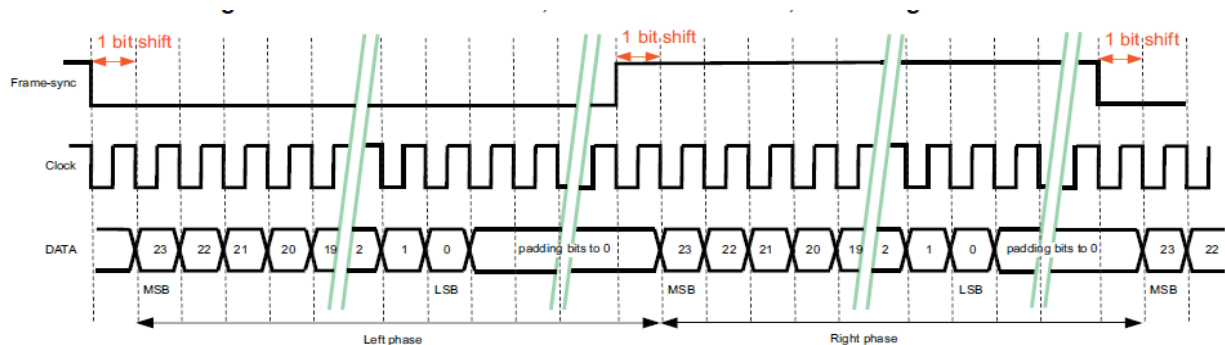 1 bit shift 1 bit shift 1 bit shift
Frame-sync
Clock
DATA 23 22 21 20 19 2 1 0 padding bits to 0 23 22 21 20 19 2 1 0 padding bits to 0 23 22
MSB LSB MSB LSB MSB
Left phase Right phase